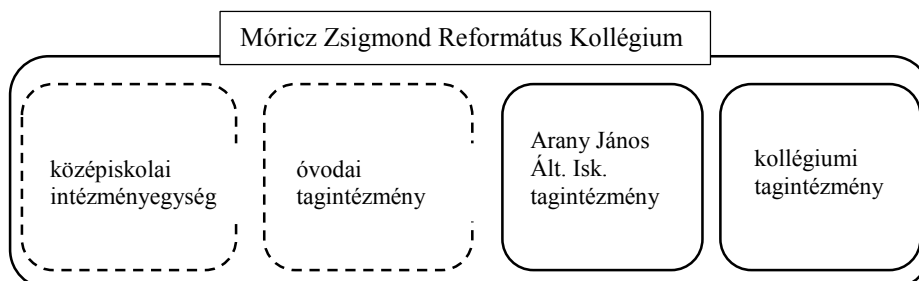 Móricz Zsigmond Református Kollégium
középiskolai
intézményegység
óvodai
tagintézmény
Arany János
Ált. Isk.
tagintézmény
kollégiumi
tagintézmény